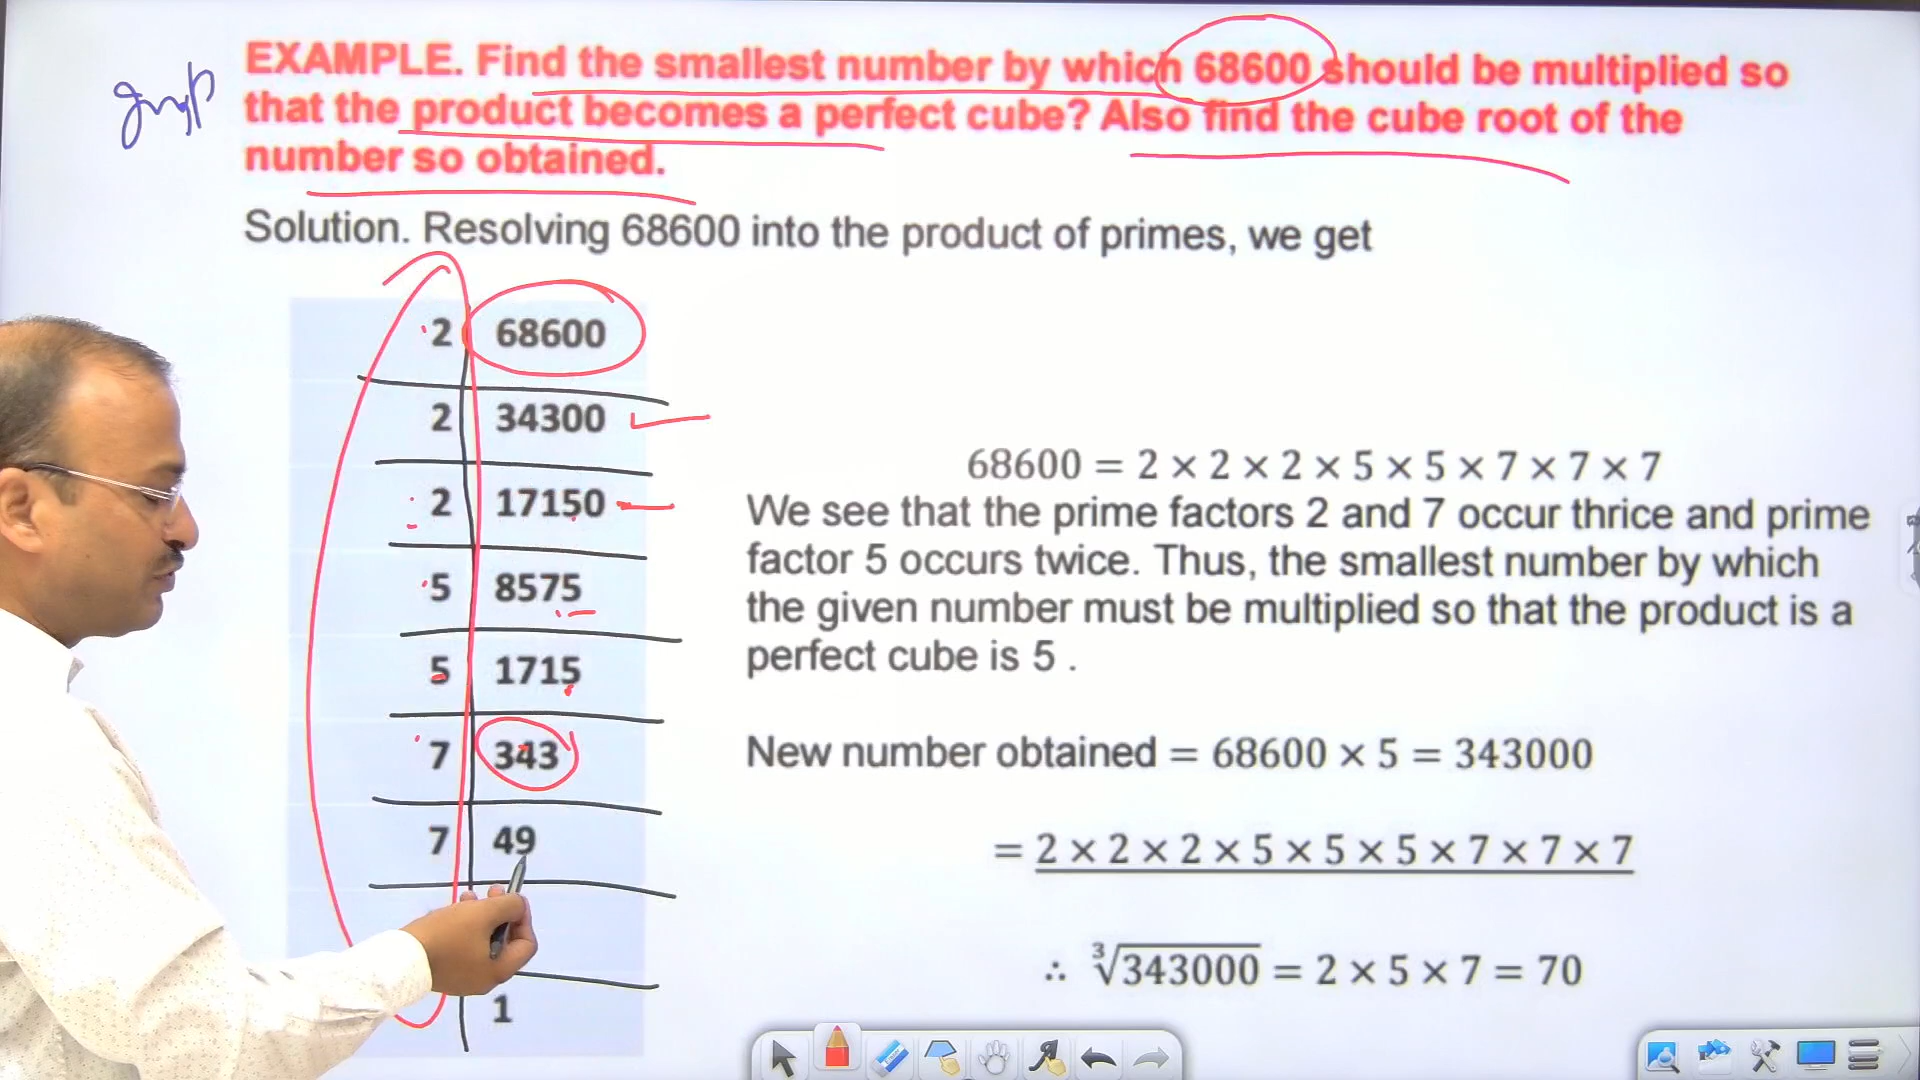 EXAMPLE. Find the smallest number by which 68600 should be multiplied so
that the product becomes a perfect cube? Also find the cube root of the
number so obtained.
Solution. Resolving 68600 into the product of primes, we get
2 68600
2 34300
2 17150
5 8575
5 1715
7 343
7 49
1
68600 = 2 × 2 × 2 × 5 × 5 × 7 × 7 × 7
We see that the prime factors 2 and 7 occur thrice and prime
factor 5 occurs twice. Thus, the smallest number by which
the given number must be multiplied so that the product is a
perfect cube is 5 .
New number obtained = 68600 × 5 = 343000
= 2 × 2 × 2 × 5 × 5 × 5 × 7 × 7 × 7
∴ ∛343000 = 2 × 5 × 7 = 70